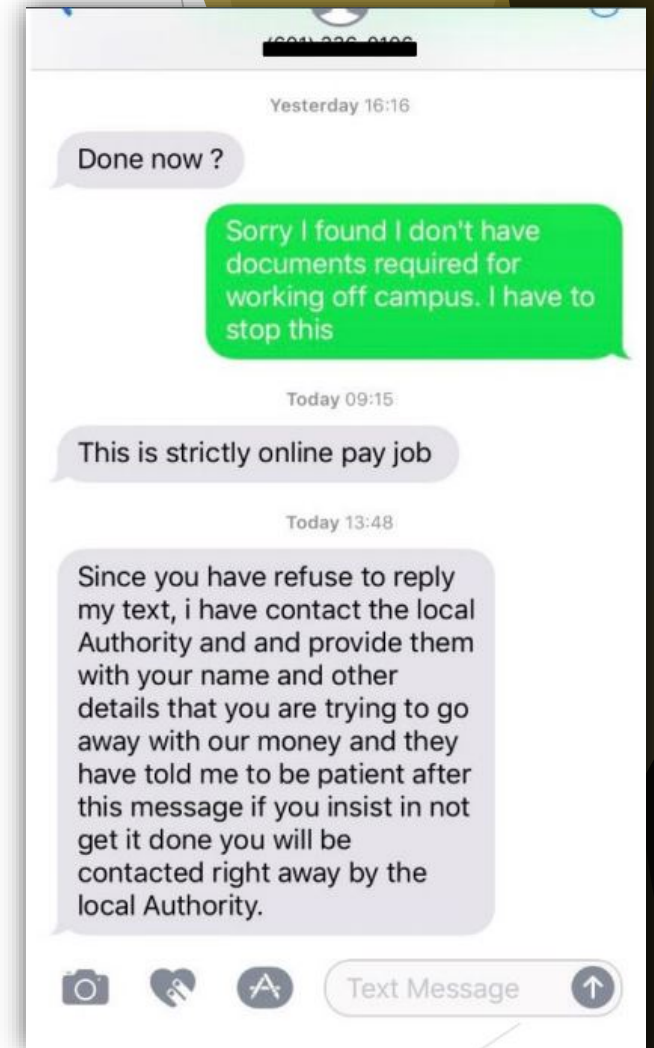 Yesterday 16:16
Done now ?
Sorry I found I don't have
documents required for
working off campus. I have to
stop this
Today 09:15
This is strictly online pay job
Today 13:48
Since you have refuse to reply
my text, i have contact the local
Authority and and provide them
with your name and other
details that you are trying to go
away with our money and they
have told me to be patient after
this message if you insist in not
get it done you will be
contacted right away by the
local Authority.
Text Message